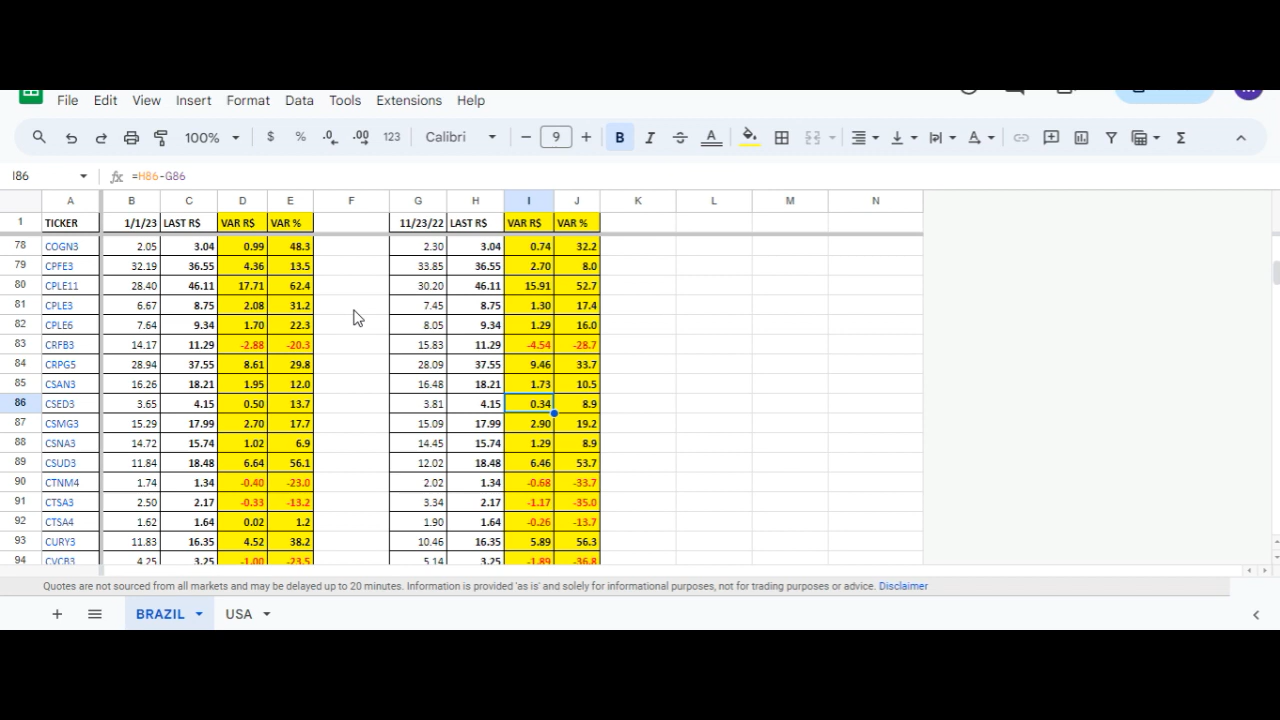 File Edit View Insert Format Data Tools Extensions Help
100% $ % .0 .00 123 Calibri 9 B I A Σ
I86 fx =H86-G86
A B C D E F G H I J K L M N
1 TICKER 1/1/23 LAST R$ VAR R$ VAR % 11/23/22 LAST R$ VAR R$ VAR %
78 COGN3 2.05 3.04 0.99 48.3 2.30 3.04 0.74 32.2
79 CPFE3 32.19 36.55 4.36 13.5 33.85 36.55 2.70 8.0
80 CPLE11 28.40 46.11 17.71 62.4 30.20 46.11 15.91 52.7
81 CPLE3 6.67 8.75 2.08 31.2 7.45 8.75 1.30 17.4
82 CPLE6 7.64 9.34 1.70 22.3 8.05 9.34 1.29 16.0
83 CRFB3 14.17 11.29 -2.88 -20.3 15.83 11.29 -4.54 -28.7
84 CRPG5 28.94 37.55 8.61 29.8 28.09 37.55 9.46 33.7
85 CSAN3 16.26 18.21 1.95 12.0 16.48 18.21 1.73 10.5
86 CSED3 3.65 4.15 0.50 13.7 3.81 4.15 0.34 8.9
87 CSMG3 15.29 17.99 2.70 17.7 15.09 17.99 2.90 19.2
88 CSNA3 14.72 15.74 1.02 6.9 14.45 15.74 1.29 8.9
89 CSUD3 11.84 18.48 6.64 56.1 12.02 18.48 6.46 53.7
90 CTNM4 1.74 1.34 -0.40 -23.0 2.02 1.34 -0.68 -33.7
91 CTSA3 2.50 2.17 -0.33 -13.2 3.34 2.17 -1.17 -35.0
92 CTSA4 1.62 1.64 0.02 1.2 1.90 1.64 -0.26 -13.7
93 CURY3 11.83 16.35 4.52 38.2 10.46 16.35 5.89 56.3
94 CVCB3 4.25 3.25 -1.00 -23.5 5.14 3.25 -1.89 -36.8
Quotes are not sourced from all markets and may be delayed up to 20 minutes. Information is provided 'as is' and solely for informational purposes, not for trading purposes or advice. Disclaimer
BRAZIL USA